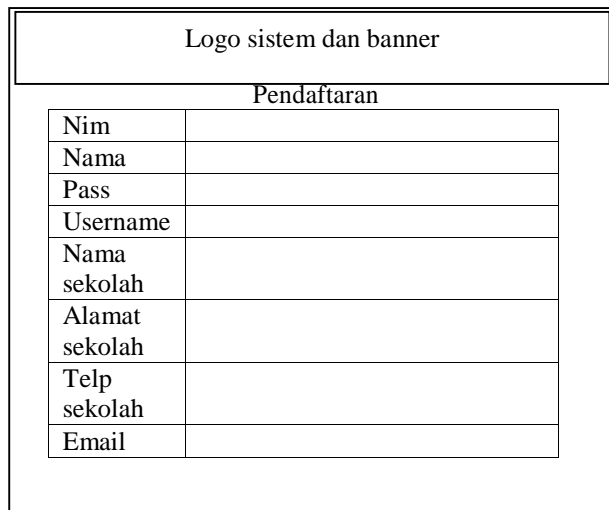 Logo sistem dan banner
Pendaftaran
Nim
Nama
Pass
Username
Nama
sekolah
Alamat
sekolah
Telp
sekolah
Email